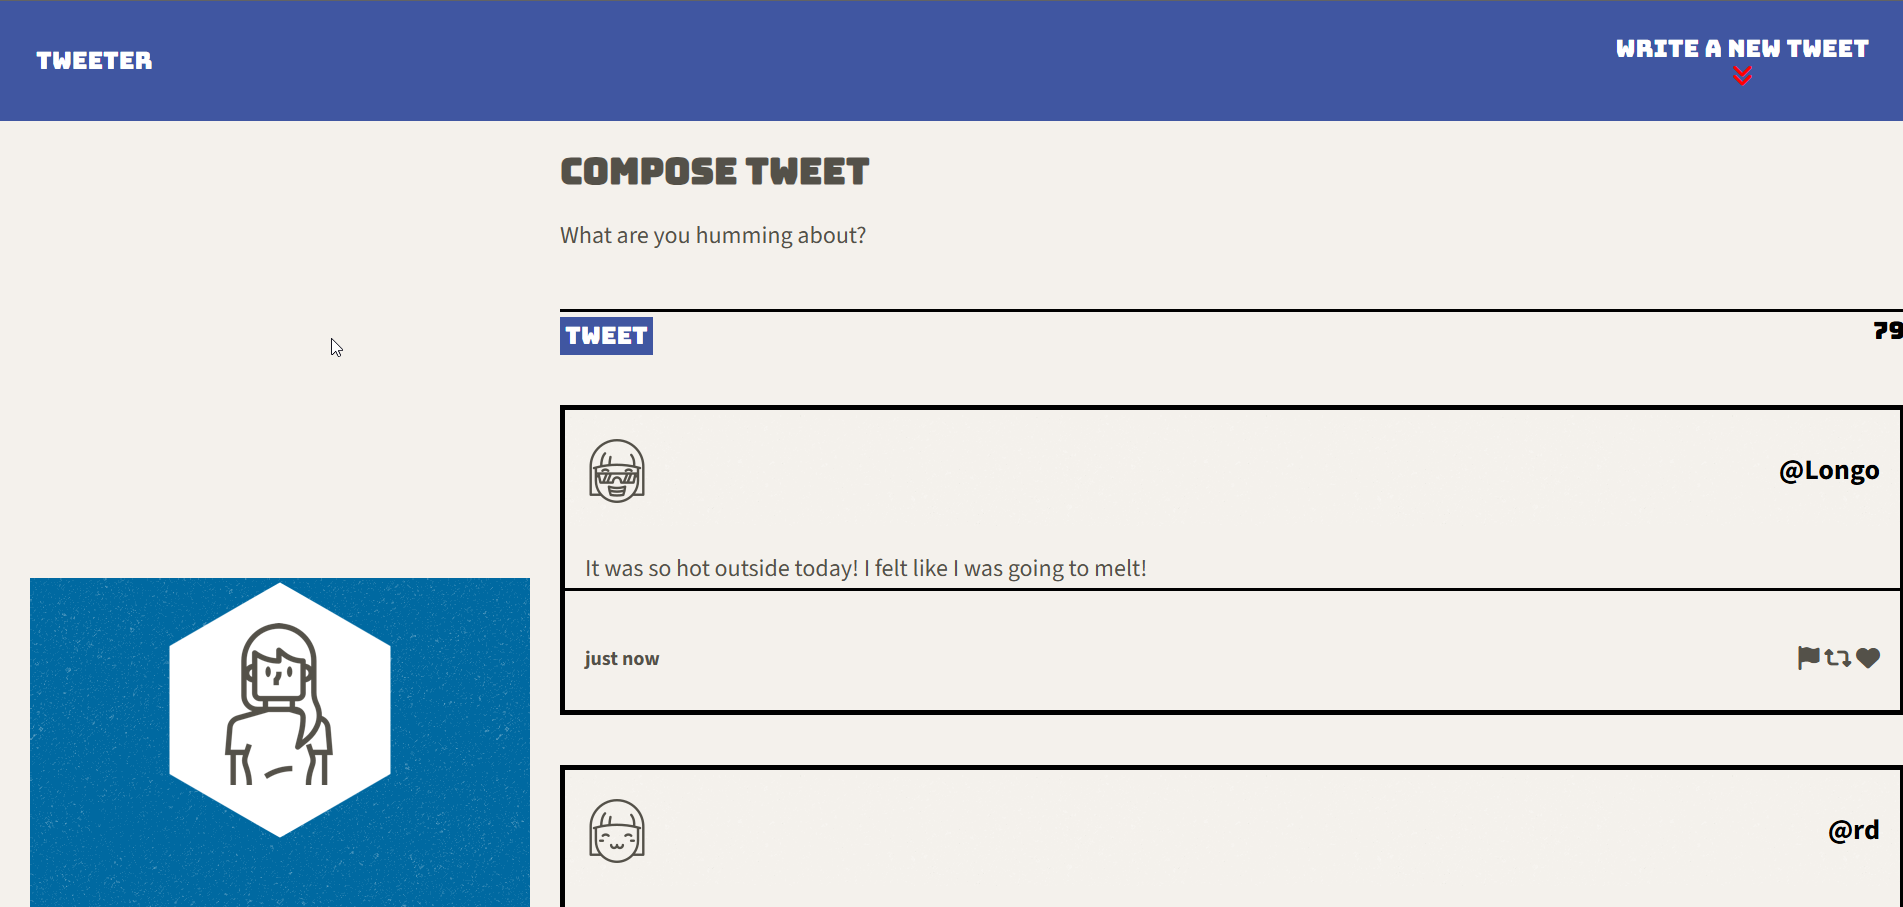 TWEETER
WRITE A NEW TWEET
COMPOSE TWEET
What are you humming about?
TWEET
79
@Longo
It was so hot outside today! I felt like I was going to melt!
just now
@rd